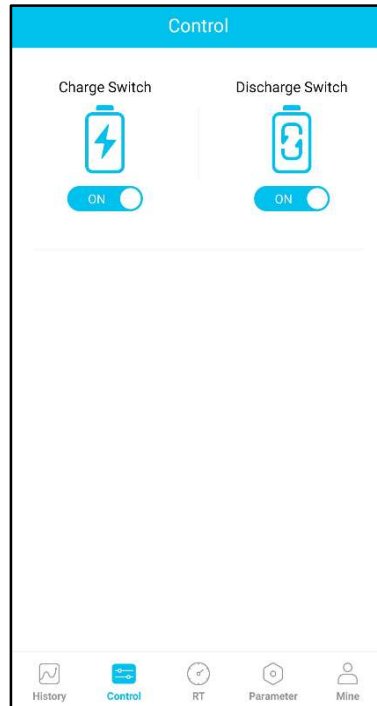 Control
Charge Switch Discharge Switch
ON ON
History Control RT Parameter Mine